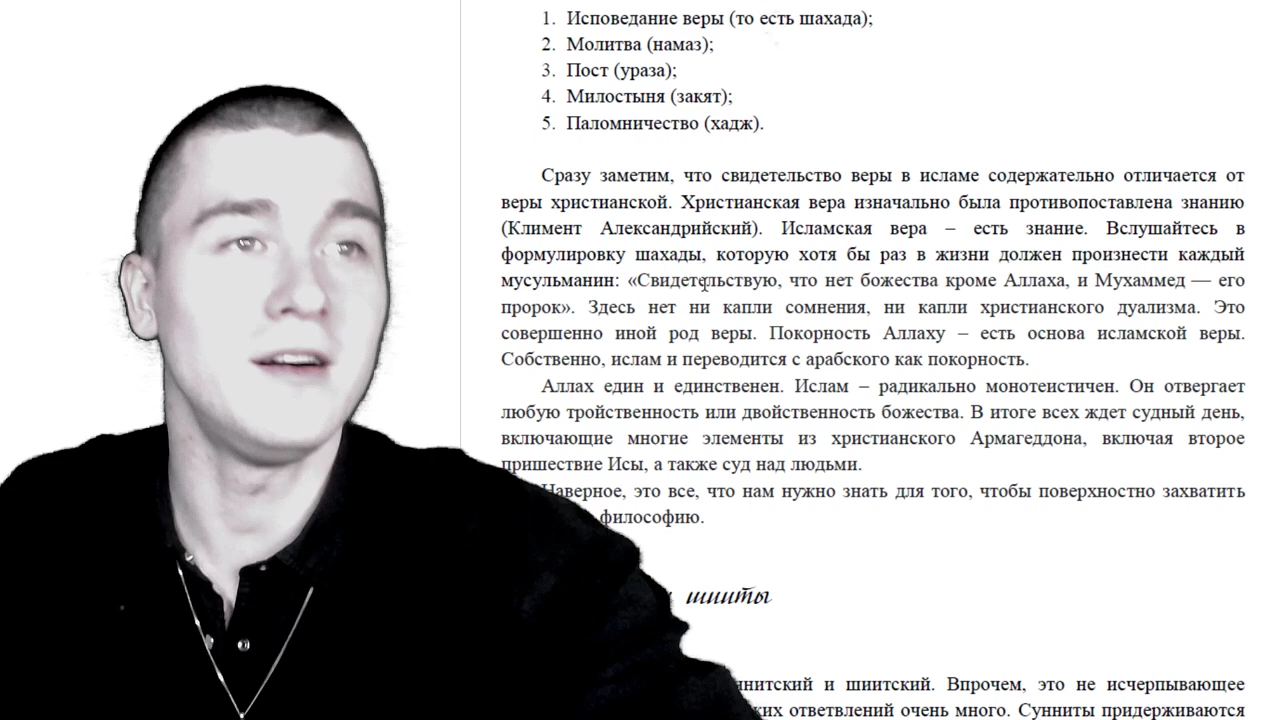 1. Исповедание веры (то есть шахада);
2. Молитва (намаз);
3. Пост (ураза);
4. Милостыня (закят);
5. Паломничество (хадж).
Сразу заметим, что свидетельство веры в исламе содержательно отличается от
веры христианской. Христианская вера изначально была противопоставлена знанию
(Климент Александрийский). Исламская вера – есть знание. Вслушайтесь в
формулировку шахады, которую хотя бы раз в жизни должен произнести каждый
мусульманин: «Свидетельствую, что нет божества кроме Аллаха, и Мухаммед — его
пророк». Здесь нет ни капли сомнения, ни капли христианского дуализма. Это
совершенно иной род веры. Покорность Аллаху – есть основа исламской веры.
Собственно, ислам и переводится с арабского как покорность.
Аллах един и единственен. Ислам – радикально монотеистичен. Он отвергает
любую тройственность или двойственность божества. В итоге всех ждет судный день,
включающие многие элементы из христианского Армагеддона, включая второе
пришествие Исы, а также суд над людьми.
Наверное, это все, что нам нужно знать для того, чтобы поверхностно захватить
философию.
шииты
и шиитский. Впрочем, это не исчерпывающее
ответвлений очень много. Сунниты придерживаются